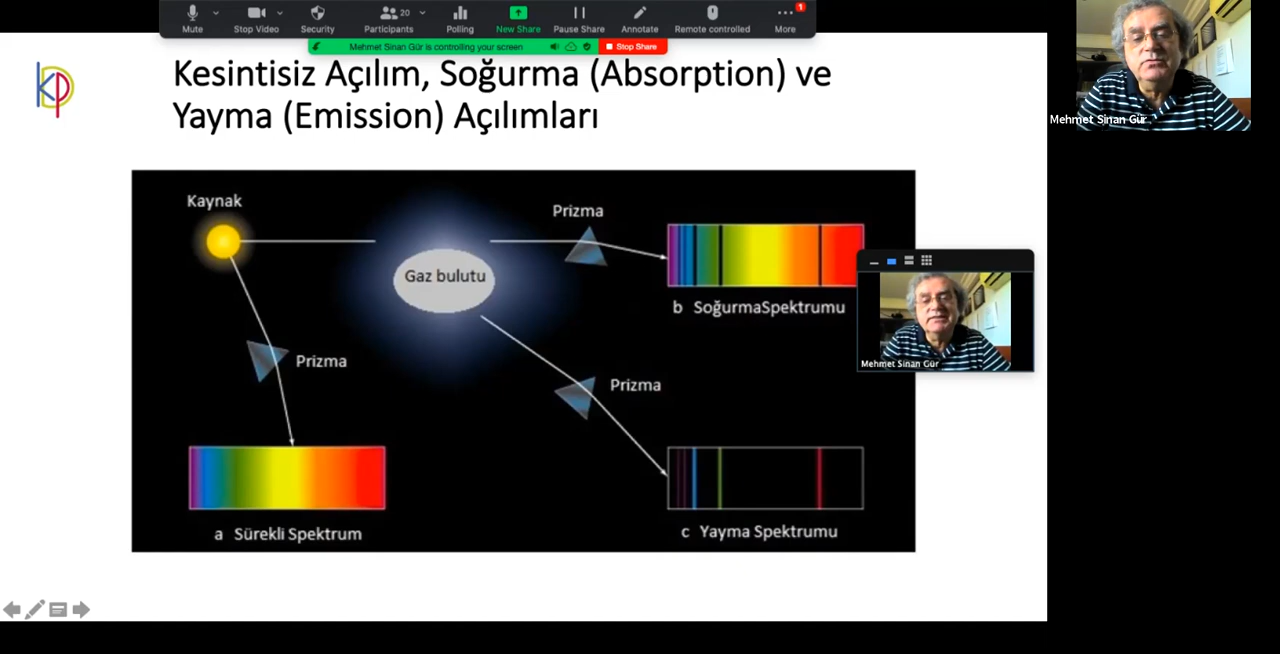 Mute
Stop Video
Security
Participants
20
Polling
New Share
Pause Share
Annotate
Remote controlled
More
1
Mehmet Sinan Gür is controlling your screen
Stop Share
Mehmet Sinan Gür
kp
Kesintisiz Açılım, Soğurma (Absorption) ve
Yayma (Emission) Açılımları
Kaynak
Prizma
Gaz bulutu
b SoğurmaSpektrumu
Prizma
Prizma
Mehmet Sinan Gür
a Sürekli Spektrum
c Yayma Spektrumu